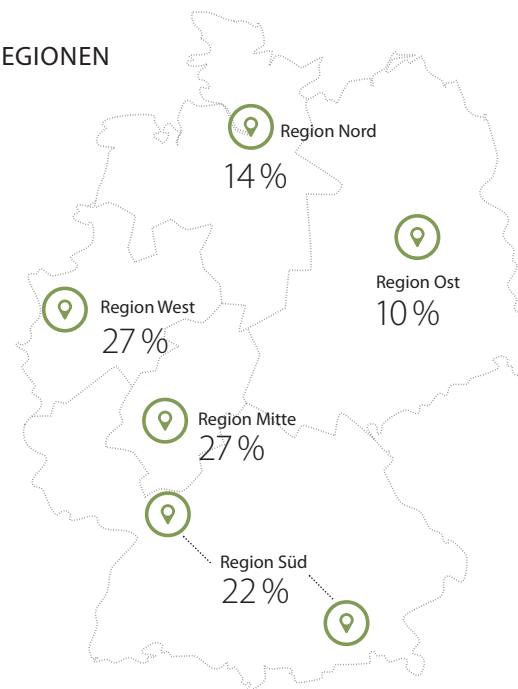 EGIONEN
Region Nord
14 %
Region Ost
10 %
Region West
27 %
Region Mitte
27 %
Region Süd
22 %